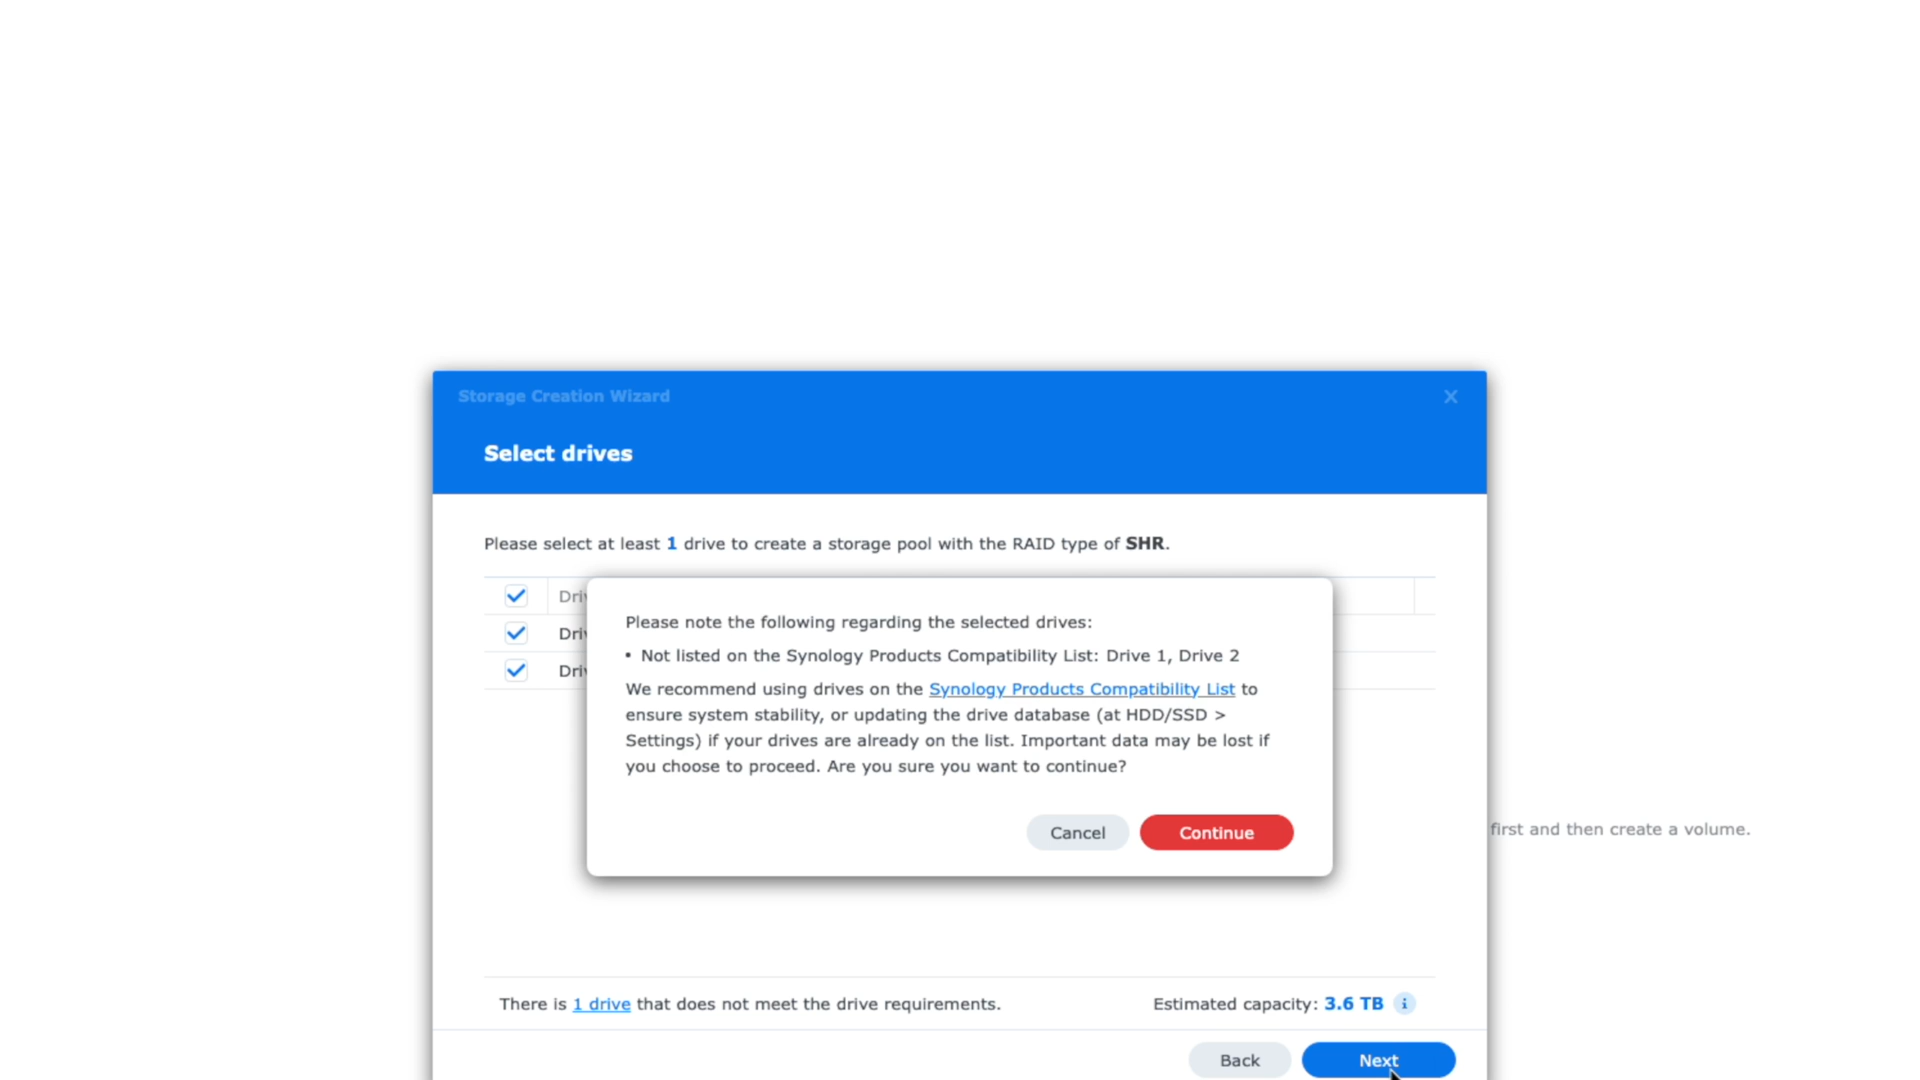 Storage Creation Wizard
Select drives
Please select at least 1 drive to create a storage pool with the RAID type of SHR.
Please note the following regarding the selected drives:
• Not listed on the Synology Products Compatibility List: Drive 1, Drive 2
We recommend using drives on the Synology Products Compatibility List to
ensure system stability, or updating the drive database (at HDD/SSD >
Settings) if your drives are already on the list. Important data may be lost if
you choose to proceed. Are you sure you want to continue?
Cancel
Continue
first and then create a volume.
There is 1 drive that does not meet the drive requirements.
Estimated capacity: 3.6 TB
Back
Next